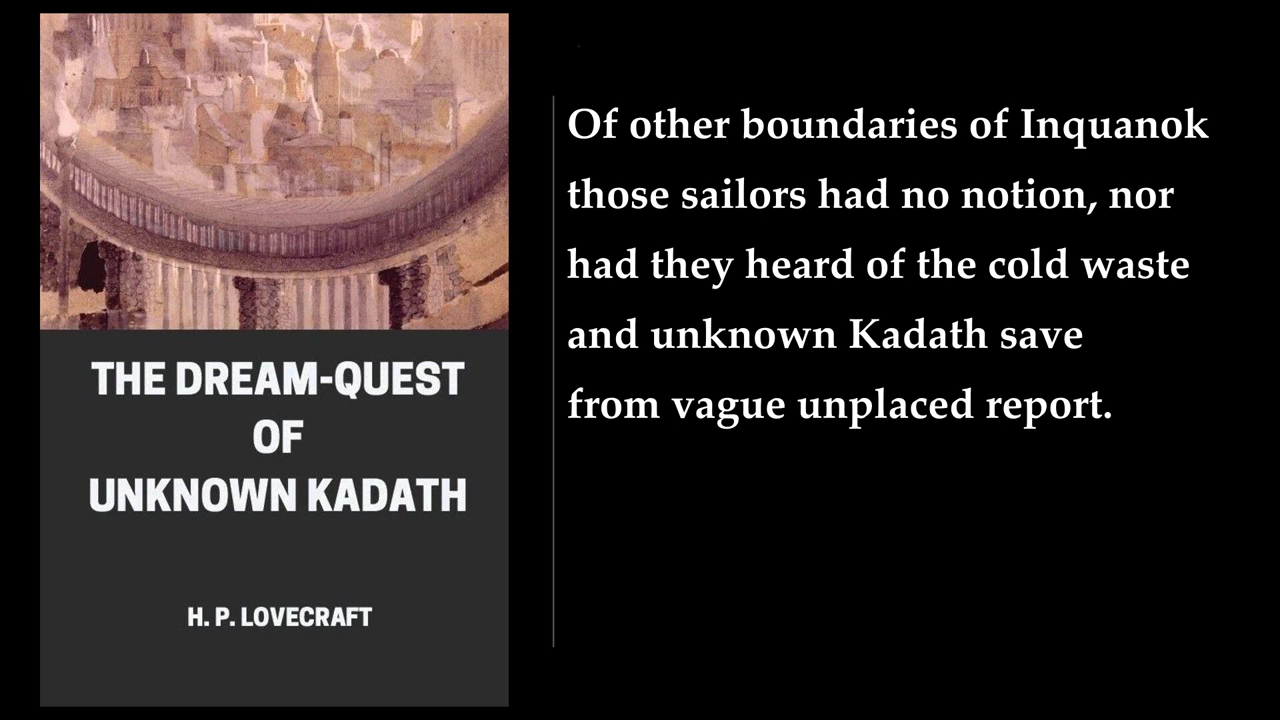 THE DREAM-QUEST
OF
UNKNOWN KADATH
H. P. LOVECRAFT
Of other boundaries of Inquanok
those sailors had no notion, nor
had they heard of the cold waste
and unknown Kadath save
from vague unplaced report.